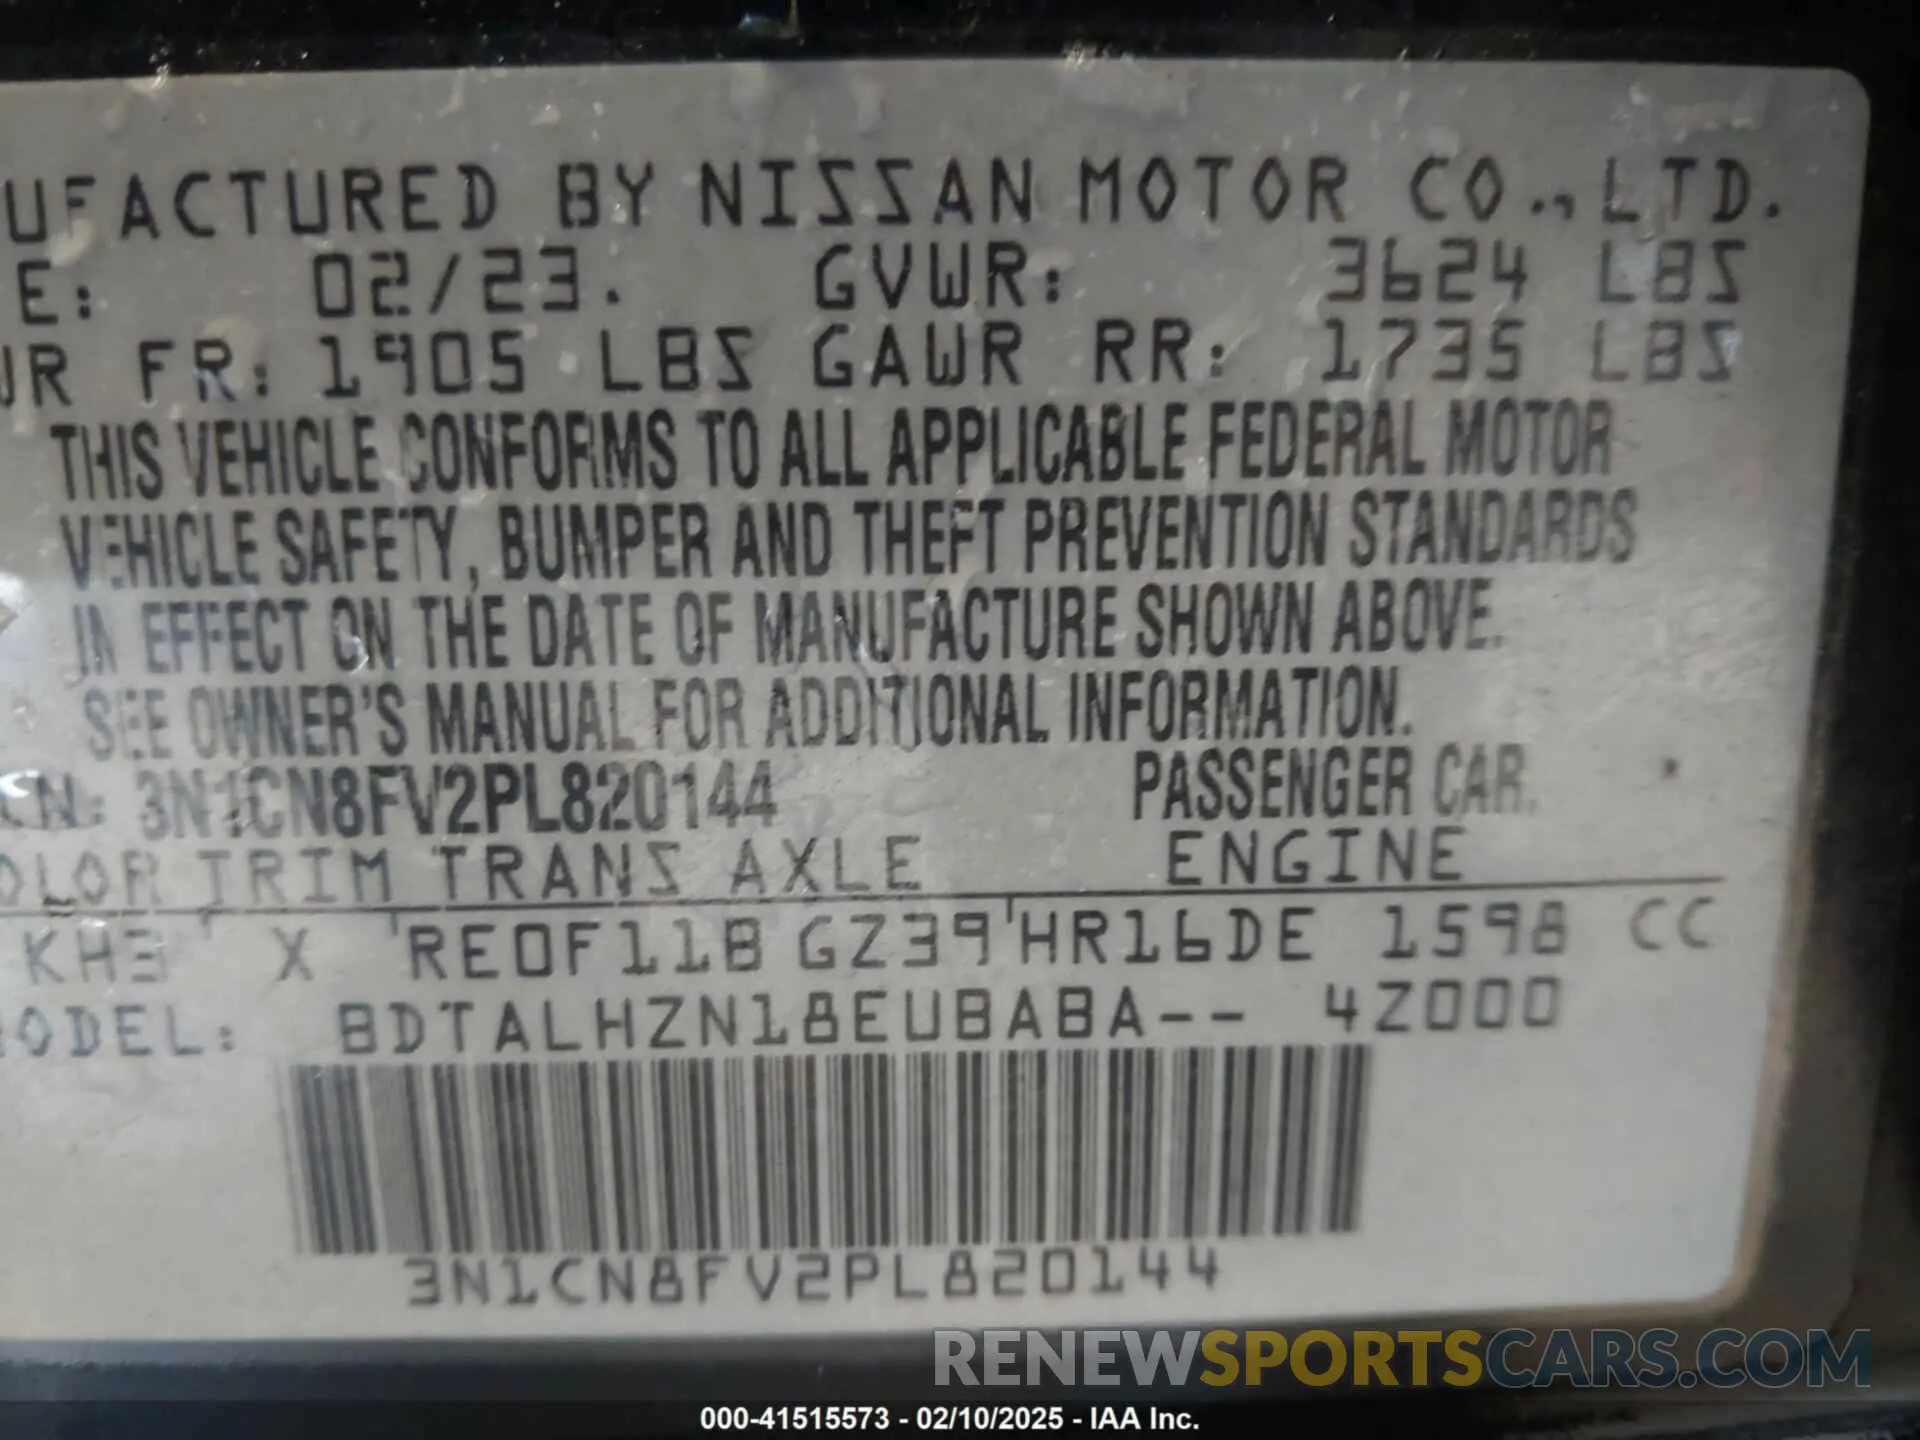 UFACTURED BY NISSAN MOTOR CO., LTD.
E: 02/23. GVWR: 3624 LBS
WR FR: 1905 LBS GAWR RR: 1735 LBS
THIS VEHICLE CONFORMS TO ALL APPLICABLE FEDERAL MOTOR
VEHICLE SAFETY, BUMPER AND THEFT PREVENTION STANDARDS
IN EFFECT ON THE DATE OF MANUFACTURE SHOWN ABOVE.
SEE OWNER'S MANUAL FOR ADDITIONAL INFORMATION.
3N1CN8FV2PL820144 PASSENGER CAR.
OLOR TRIM TRANS AXLE ENGINE
KH3 X RE0F11B GZ39 HR16DE 1598 CC
ODEL: BDTALHZN18EUBABA-- 4Z000
3N1CN8FV2PL820144
RENEWSPORTSCARS.COM
000-41515573 - 02/10/2025 - IAA Inc.